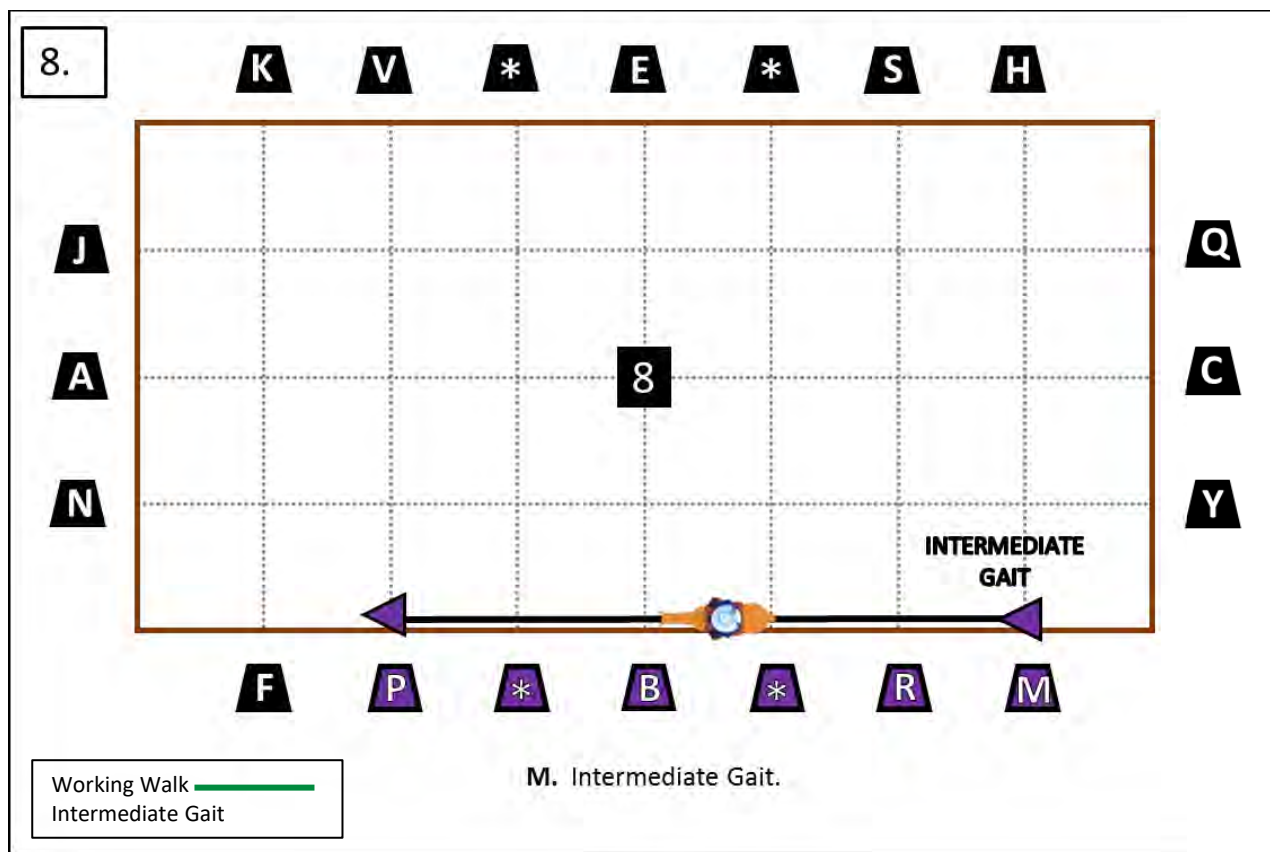 8.
K V * E * S H
J Q
A 8 C
N Y
INTERMEDIATE
GAIT
F P * B * R M
M. Intermediate Gait.
Working Walk
Intermediate Gait